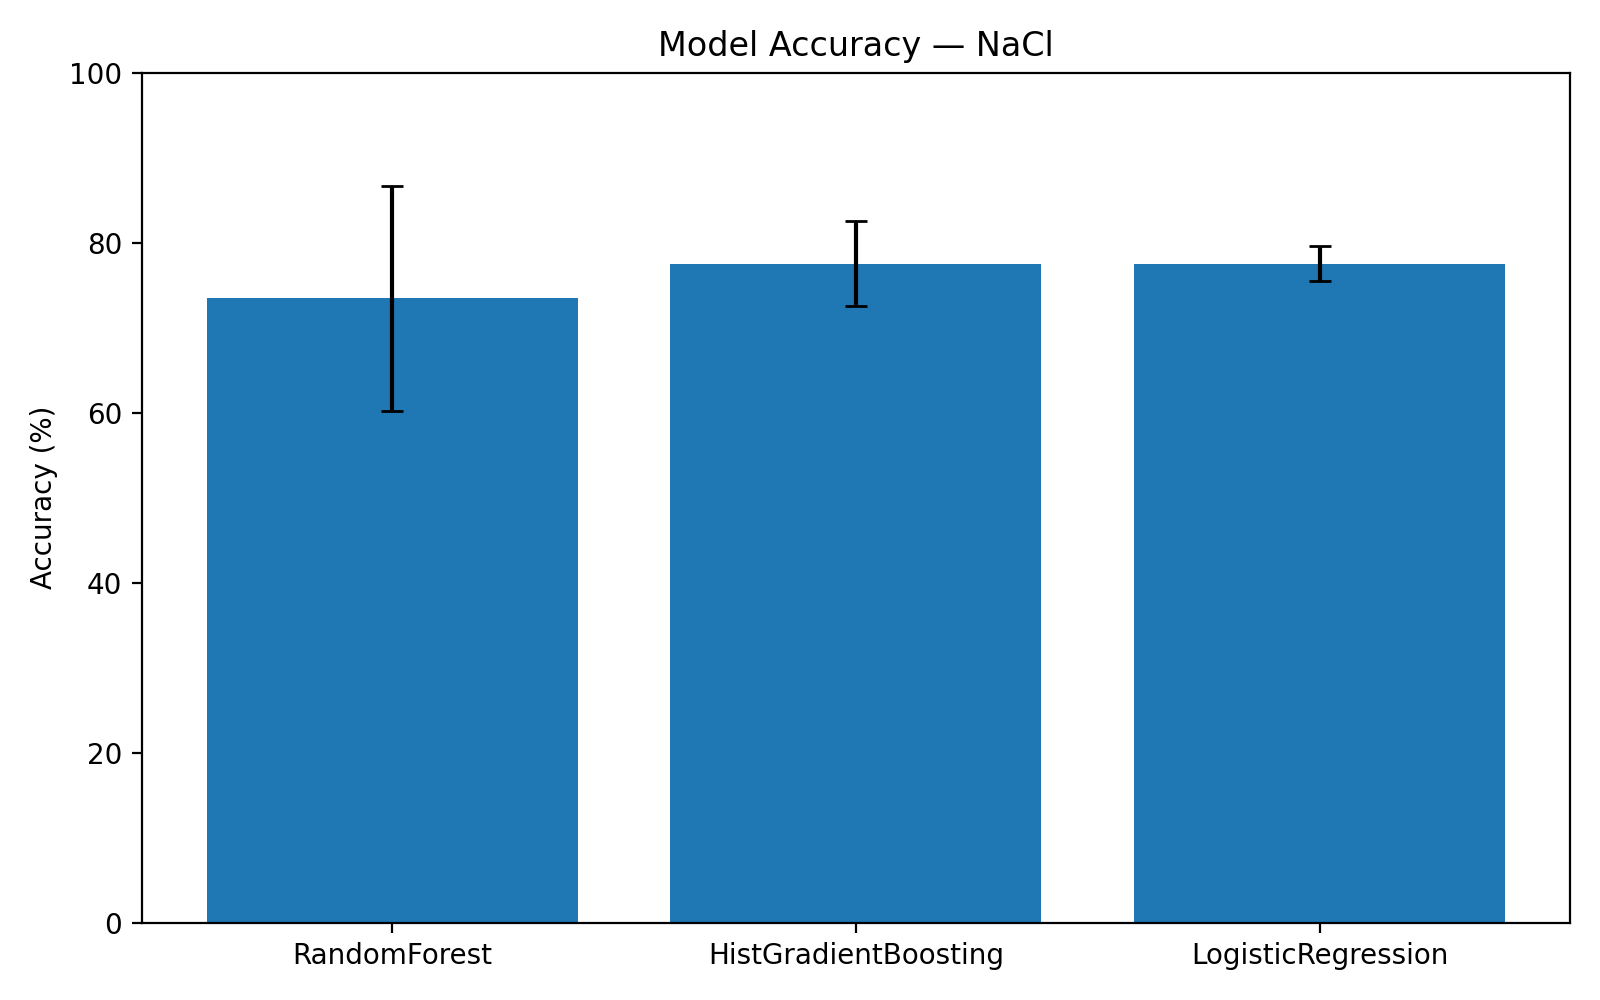 Model Accuracy — NaCl
Accuracy (%)
100
80
60
40
20
0
RandomForest
HistGradientBoosting
LogisticRegression